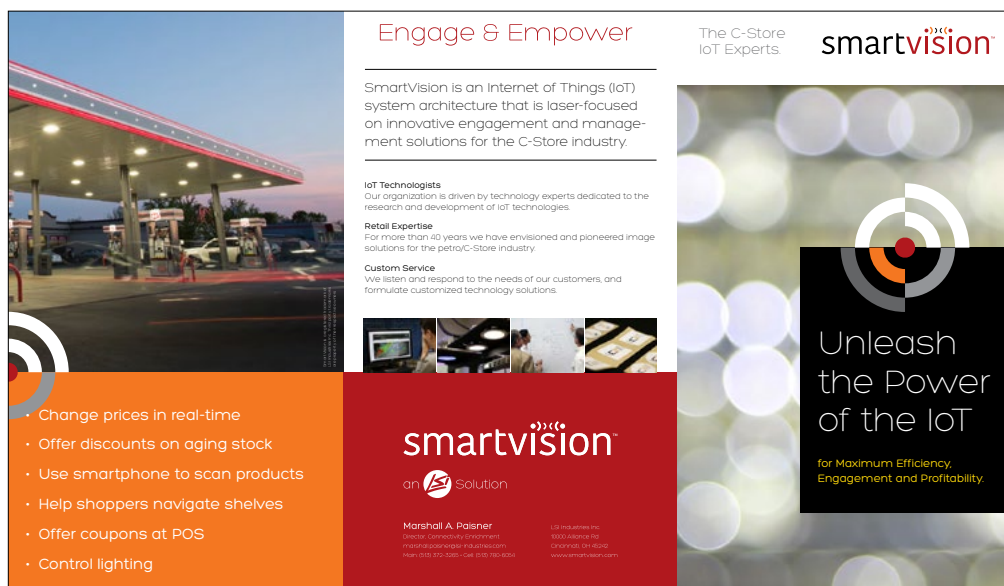 Engage & Empower
SmartVision is an Internet of Things (IoT)
system architecture that is laser-focused
on innovative engagement and manage-
ment solutions for the C-Store industry.
IoT Technologists
Our organization is driven by technology experts dedicated to the
research and development of IoT technologies.
Retail Expertise
For more than 40 years we have envisioned and pioneered image
solutions for the petro/C-Store industry.
Custom Service
We listen and respond to the needs of our customers, and
formulate customized technology solutions.
• Change prices in real-time
• Offer discounts on aging stock
• Use smartphone to scan products
• Help shoppers navigate shelves
• Offer coupons at POS
• Control lighting
smartvision™
an LSI Solution
Marshall A. Paisner
Director, Connectivity Enrichment
marshall.paisner@lsi-industries.com
Main (513) 372-3265 • Cell
LSI Industries Inc.
10000 Alliance Rd
Cincinnati, OH 45242
www.smartvision.com
The C-Store
IoT Experts.
smartvision™
Unleash
the Power
of the IoT
for Maximum Efficiency,
Engagement and Profitability.